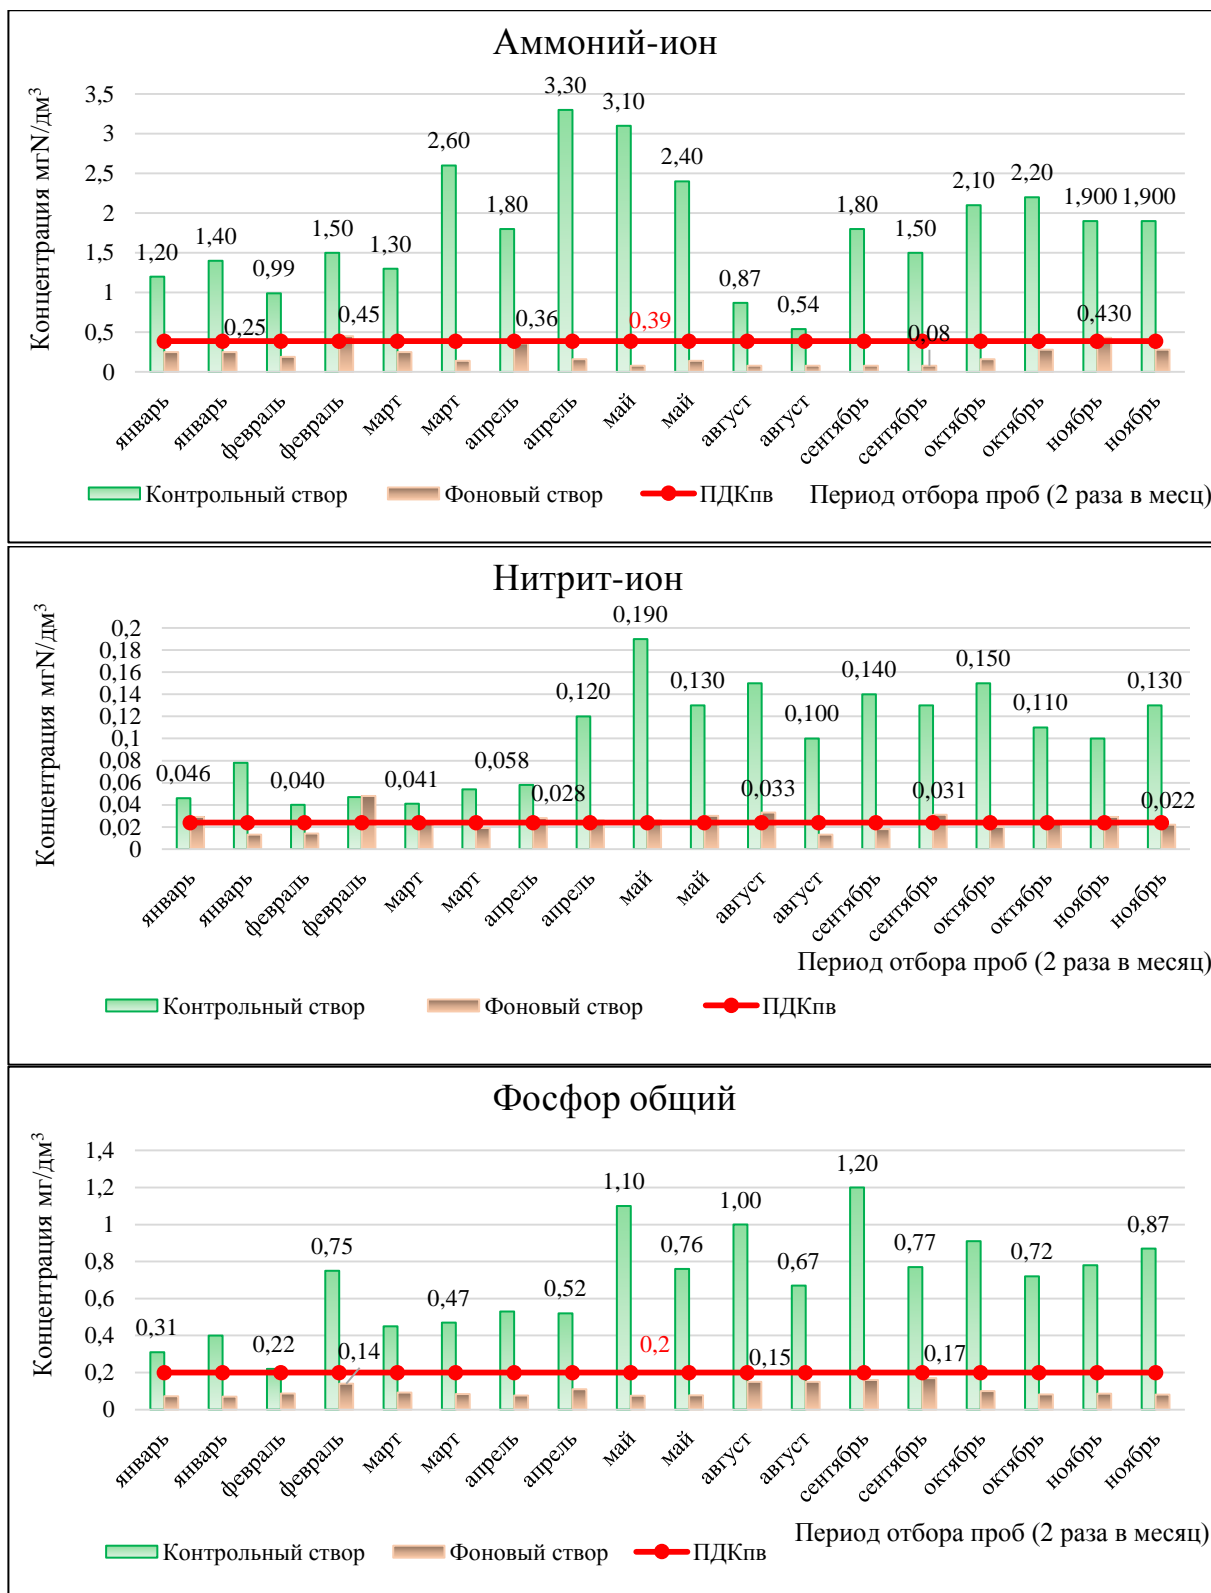 Аммоний-ион
Концентрация мгN/дм³
3,5
3
2,5
2
1,5
1
0,5
0
1,20
1,40
0,99
1,50
1,30
2,60
1,80
3,30
3,10
2,40
0,87
0,54
1,80
1,50
2,10
2,20
1,900
1,900
0,25
0,45
0,36
0,39
0,08
0,430
январь
январь
февраль
февраль
март
март
апрель
апрель
май
май
август
август
сентябрь
сентябрь
октябрь
октябрь
ноябрь
ноябрь
Контрольный створ
Фоновый створ
ПДКпв
Период отбора проб (2 раза в месц)
Нитрит-ион
Концентрация мгN/дм³
0,2
0,18
0,16
0,14
0,12
0,1
0,08
0,06
0,04
0,02
0
0,046
0,040
0,041
0,058
0,120
0,190
0,130
0,100
0,140
0,150
0,110
0,130
0,028
0,033
0,031
0,022
январь
январь
февраль
февраль
март
март
апрель
апрель
май
май
август
август
сентябрь
сентябрь
октябрь
октябрь
ноябрь
ноябрь
Период отбора проб (2 раза в месяц)
Контрольный створ
Фоновый створ
ПДКпв
Фосфор общий
Концентрация мг/дм³
1,4
1,2
1
0,8
0,6
0,4
0,2
0
0,31
0,22
0,75
0,47
0,52
1,10
0,76
1,00
0,67
1,20
0,77
0,72
0,87
0,14
0,2
0,15
0,17
январь
январь
февраль
февраль
март
март
апрель
апрель
май
май
август
август
сентябрь
сентябрь
октябрь
октябрь
ноябрь
ноябрь
Период отбора проб (2 раза в месяц)
Контрольный створ
Фоновый створ
ПДКпв